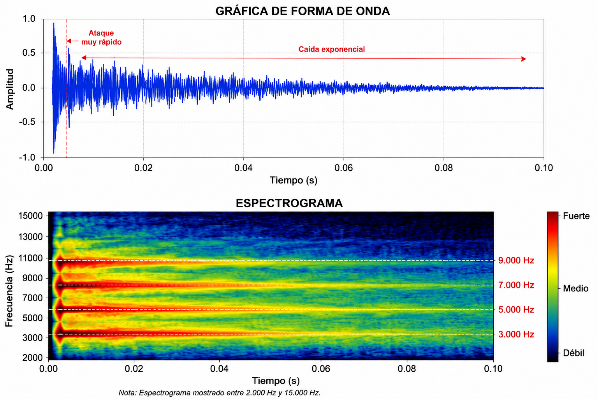 GRÁFICA DE FORMA DE ONDA
1.0
0.5
0.0
-0.5
-1.0
Amplitud
Ataque
muy rápido
Caida exponencial
0.00
0.02
0.04
0.06
0.08
0.10
Tiempo (s)
ESPECTROGRAMA
15000
13000
11000
9000
7000
5000
3000
2000
Frecuencia (Hz)
9.000 Hz
7.000 Hz
5.000 Hz
3.000 Hz
Fuerte
Medio
Débil
0.00
0.02
0.04
0.06
0.08
0.10
Tiempo (s)
Nota: Espectrograma mostrado entre 2.000 Hz y 15.000 Hz.